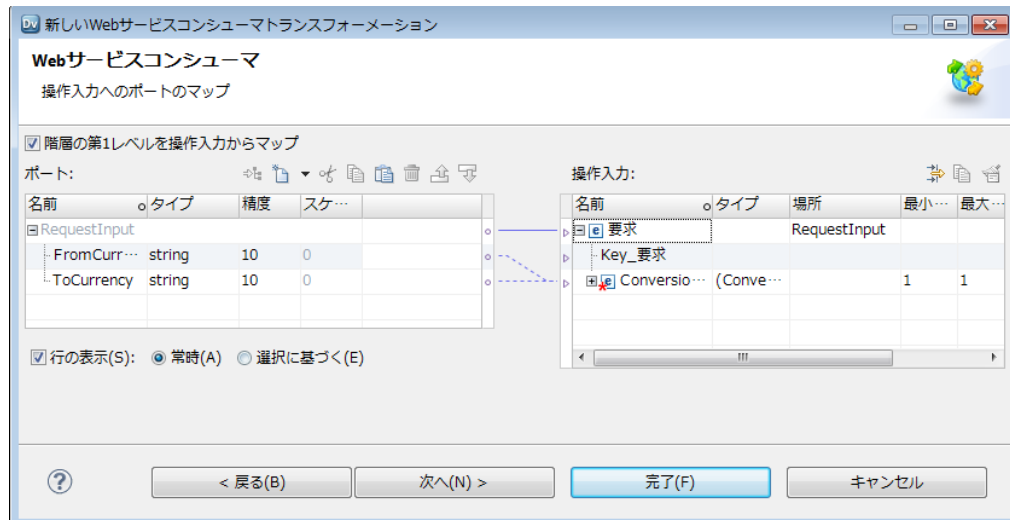 新しいWebサービスコンシューマトランスフォーメーション
Webサービスコンシューマ
操作入力へのポートのマップ
階層の第1レベルを操作入力からマップ
ポート: 操作入力:
名前 タイプ 精度 スケ… 名前 タイプ 場所 最小… 最大…
RequestInput 要求 RequestInput
FromCurr… string 10 0 Key_要求
ToCurrency string 10 0 Conversio… (Conve… 1 1
行の表示(S): 常時(A) 選択に基づく(E)
< 戻る(B) 次へ(N) > 完了(F) キャンセル